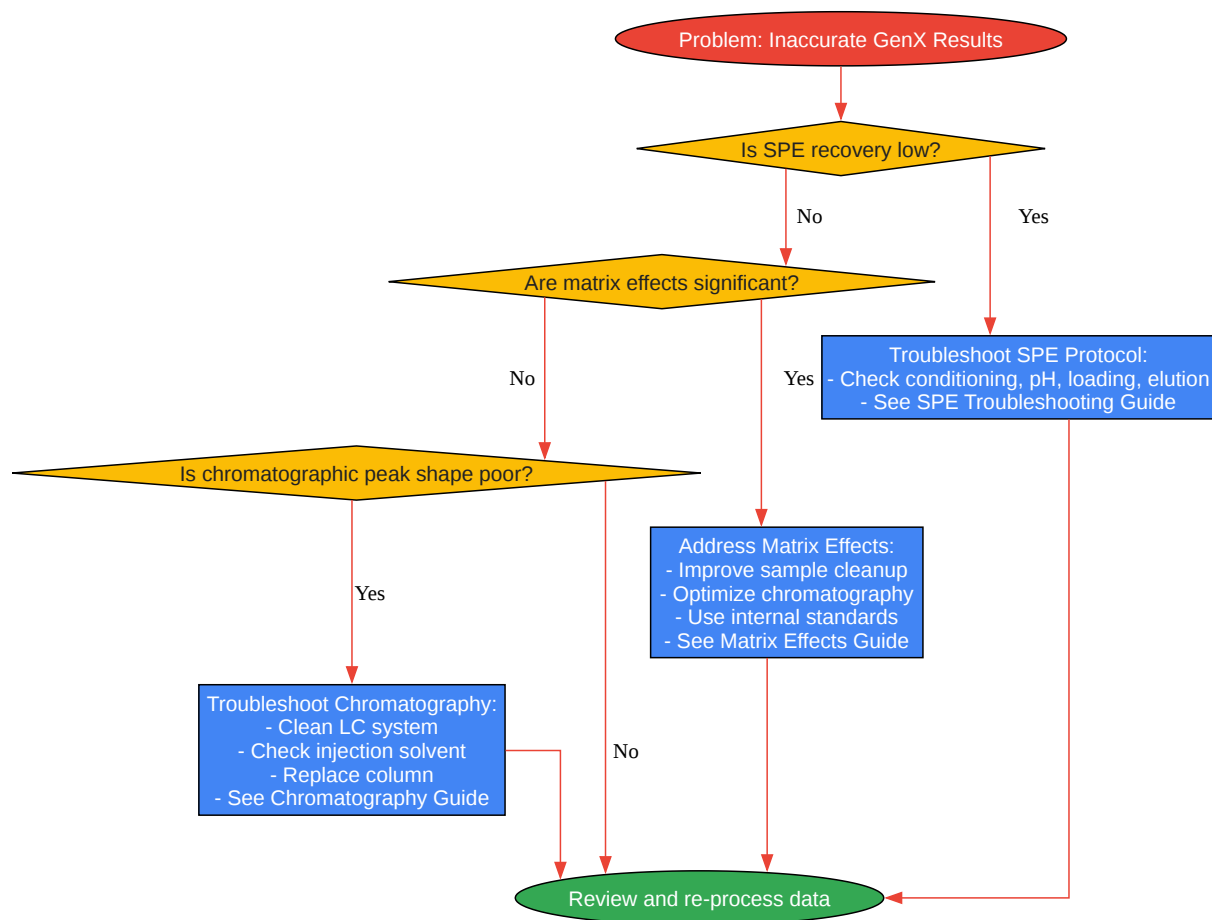 Problem: Inaccurate GenX Results
Is SPE recovery low?
No
Yes
Are matrix effects significant?
No
Yes
Troubleshoot SPE Protocol:
- Check conditioning, pH, loading, elution
- See SPE Troubleshooting Guide
Is chromatographic peak shape poor?
Yes
No
Address Matrix Effects:
- Improve sample cleanup
- Optimize chromatography
- Use internal standards
- See Matrix Effects Guide
Troubleshoot Chromatography:
- Clean LC system
- Check injection solvent
- Replace column
- See Chromatography Guide
Review and re-process data